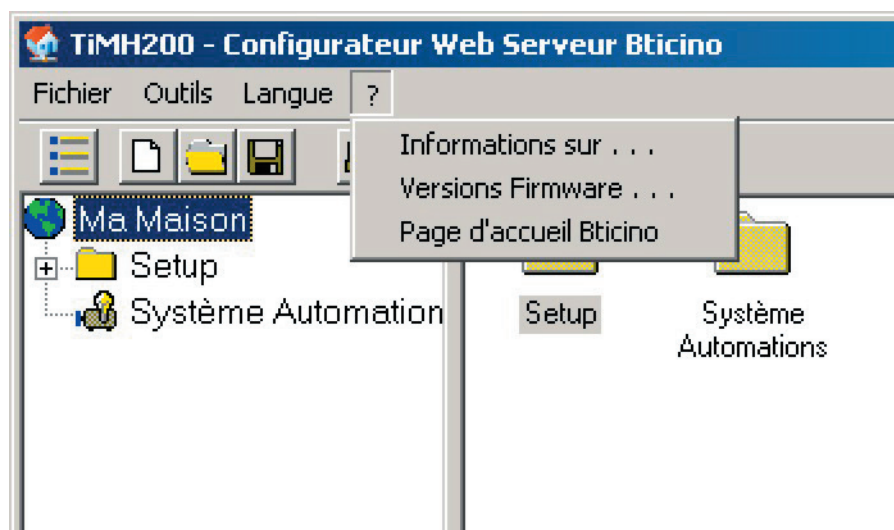 TiMH200 - Configurateur Web Serveur Bticino
Fichier Outils Langue ?
Informations sur . . .
Versions Firmware . . .
Page d'accueil Bticino
Ma Maison
Setup
Système Automation
Setup
Système
Automations